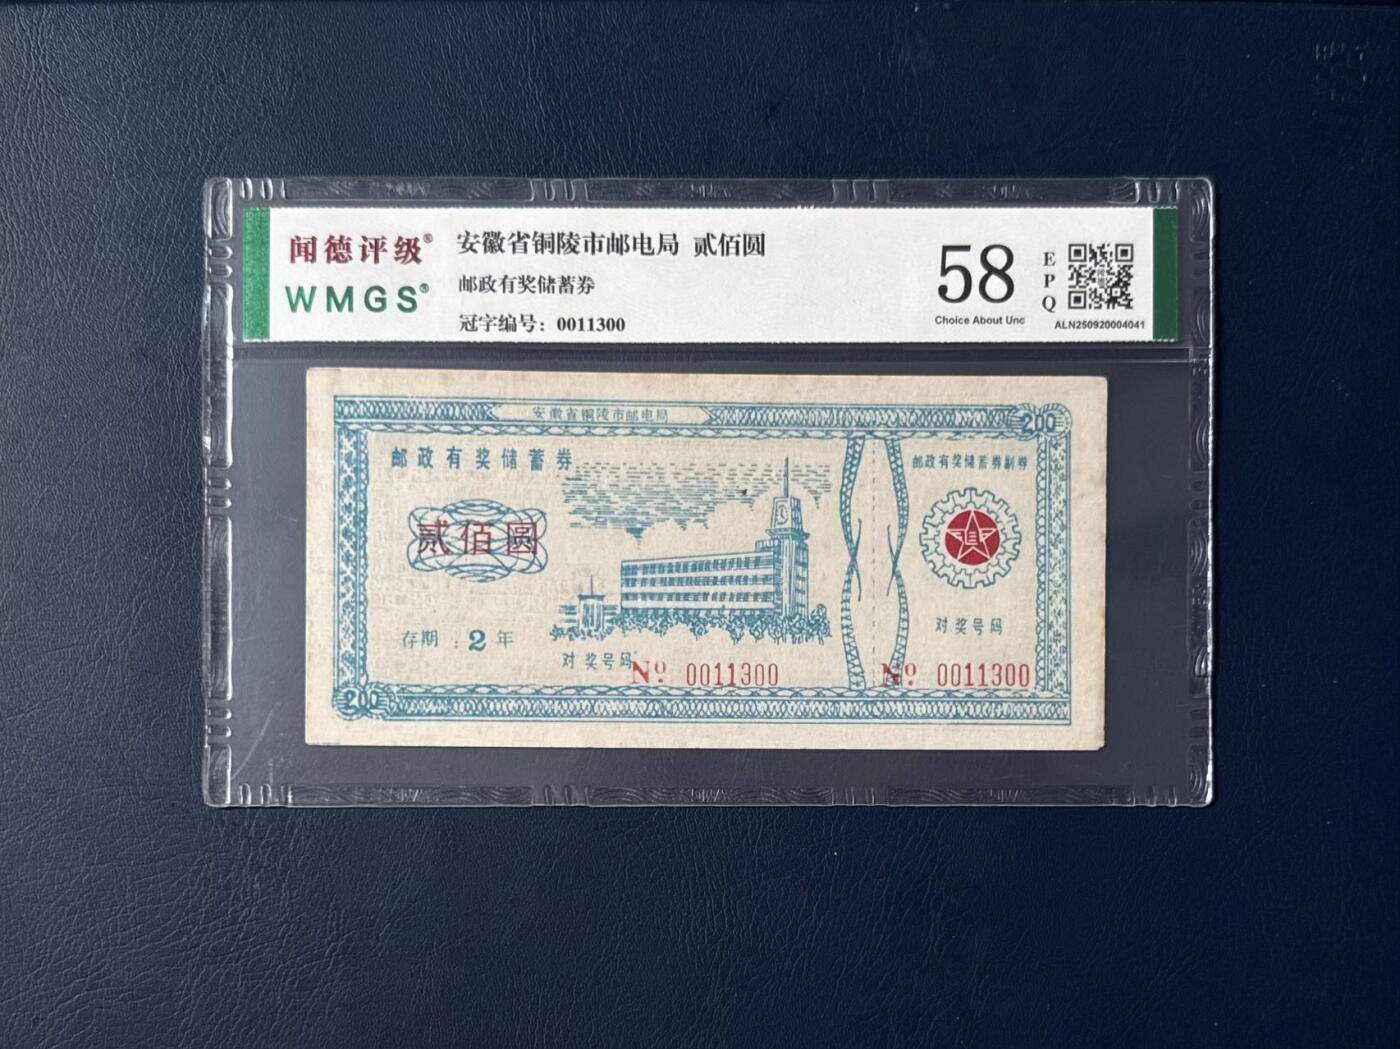 闻德评级®
WMGS®
安徽省铜陵市邮电局 贰佰圆
邮政有奖储蓄券
冠字编号：0011300
58
Choice About Unc
E
P
Q
ALN250920004041
安徽省铜陵市邮电局
200
邮政有奖储蓄券
邮政有奖储蓄券副券
贰佰圆
存期：2年
对奖号码
No 0011300
对奖号码
No 0011300
200